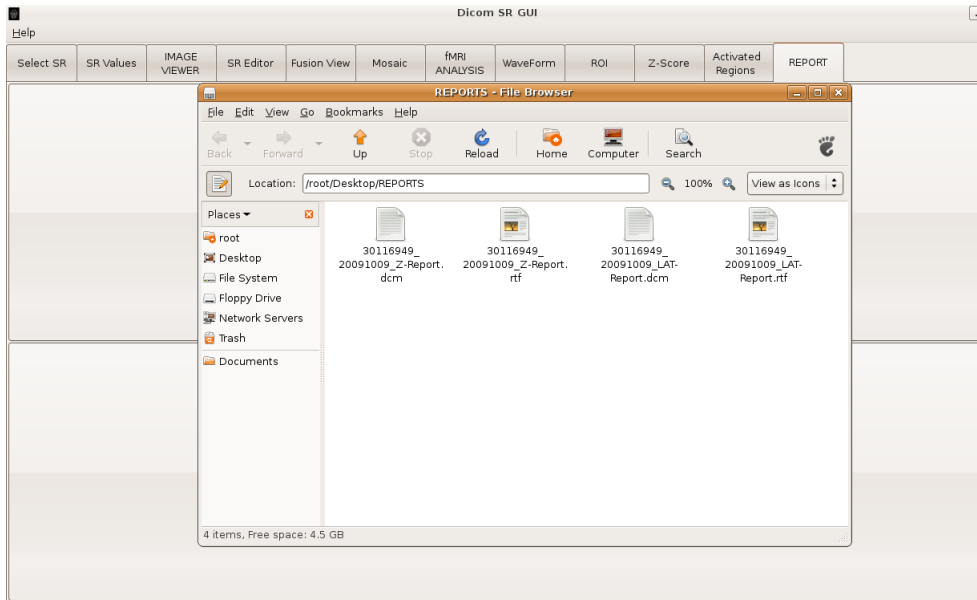 Dicom SR GUI
Help
Select SR
SR Values
IMAGE
VIEWER
SR Editor
Fusion View
Mosaic
fMRI
ANALYSIS
WaveForm
ROI
Z-Score
Activated
Regions
REPORT
REPORTS - File Browser
File Edit View Go Bookmarks Help
Back Forward Up Stop Reload Home Computer Search
Location: /root/Desktop/REPORTS 100% View as Icons
Places
root
Desktop
File System
Floppy Drive
Network Servers
Trash
Documents
30116949_
20091009_Z-Report.
dcm
30116949_
20091009_Z-Report.
rtf
30116949_
20091009_LAT-
Report.dcm
30116949_
20091009_LAT-
Report.rtf
4 items, Free space: 4.5 GB